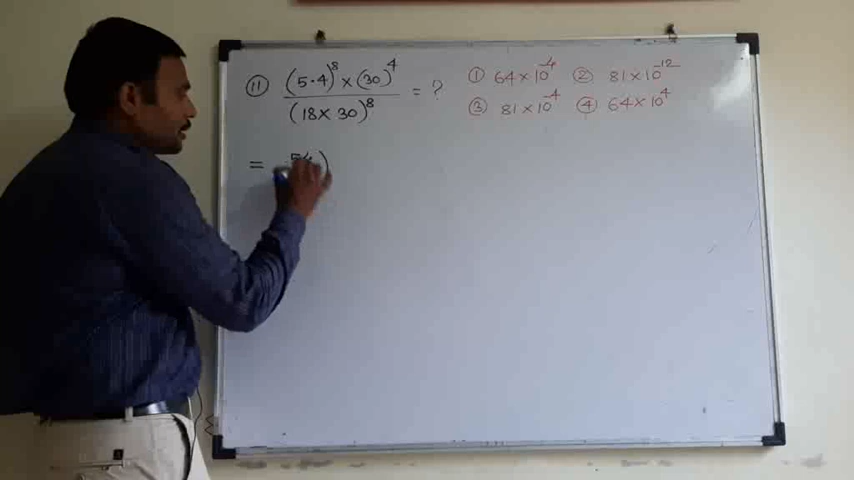 (11) (5.4)^8 × (30)^4 / (18 × 30)^8 = ? (1) 64 × 10^-4 (2) 81 × 10^-12
(3) 81 × 10^-4 (4) 64 × 10^4
= 54)